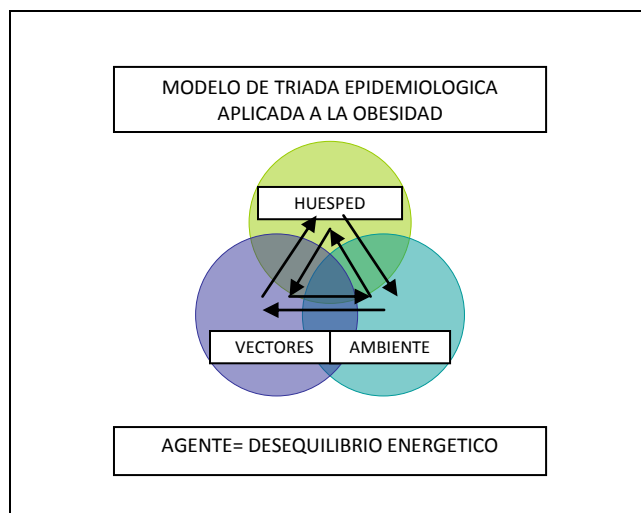 MODELO DE TRIADA EPIDEMIOLOGICA
APLICADA A LA OBESIDAD
HUESPED
VECTORES
AMBIENTE
AGENTE= DESEQUILIBRIO ENERGETICO